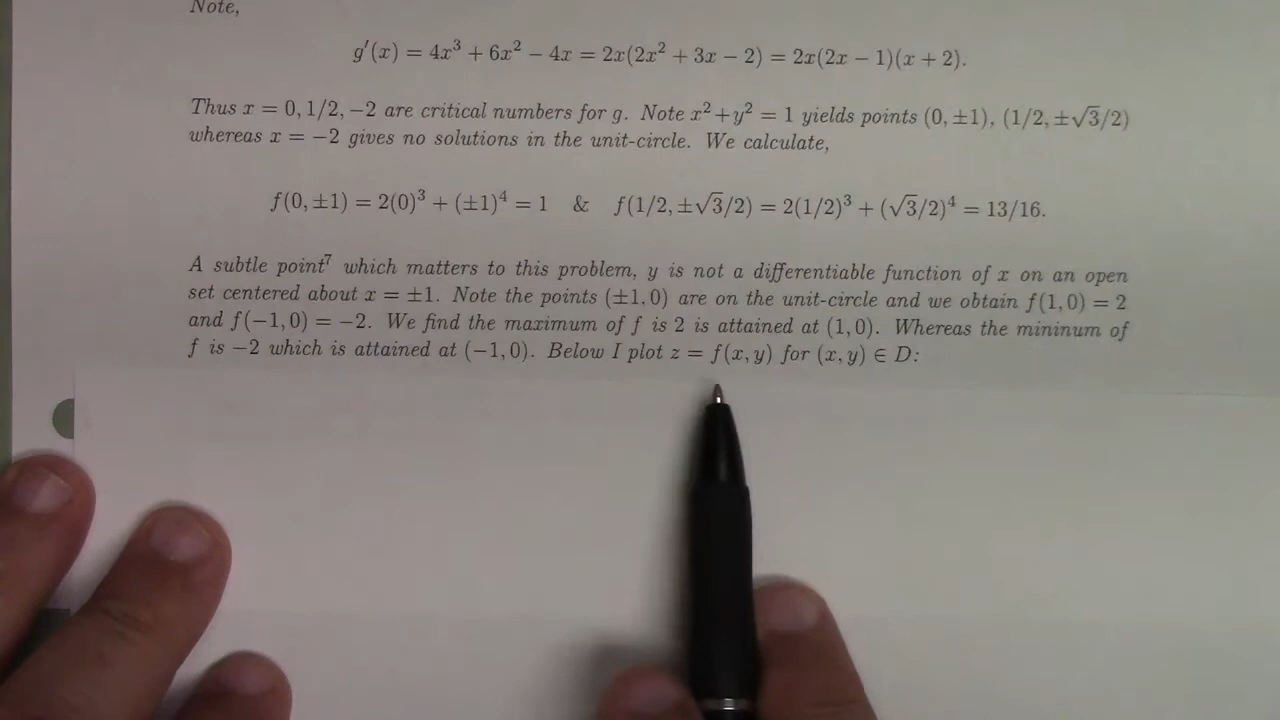 Note,
g′(x) = 4x³ + 6x² − 4x = 2x(2x² + 3x − 2) = 2x(2x − 1)(x + 2).
Thus x = 0, 1/2, −2 are critical numbers for g. Note x² + y² = 1 yields points (0, ±1), (1/2, ±√3/2)
whereas x = −2 gives no solutions in the unit-circle. We calculate,
f(0, ±1) = 2(0)³ + (±1)⁴ = 1 & f(1/2, ±√3/2) = 2(1/2)³ + (√3/2)⁴ = 13/16.
A subtle point⁷ which matters to this problem, y is not a differentiable function of x on an open
set centered about x = ±1. Note the points (±1, 0) are on the unit-circle and we obtain f(1, 0) = 2
and f(−1, 0) = −2. We find the maximum of f is 2 is attained at (1, 0). Whereas the mininum of
f is −2 which is attained at (−1, 0). Below I plot z = f(x, y) for (x, y) ∈ D: